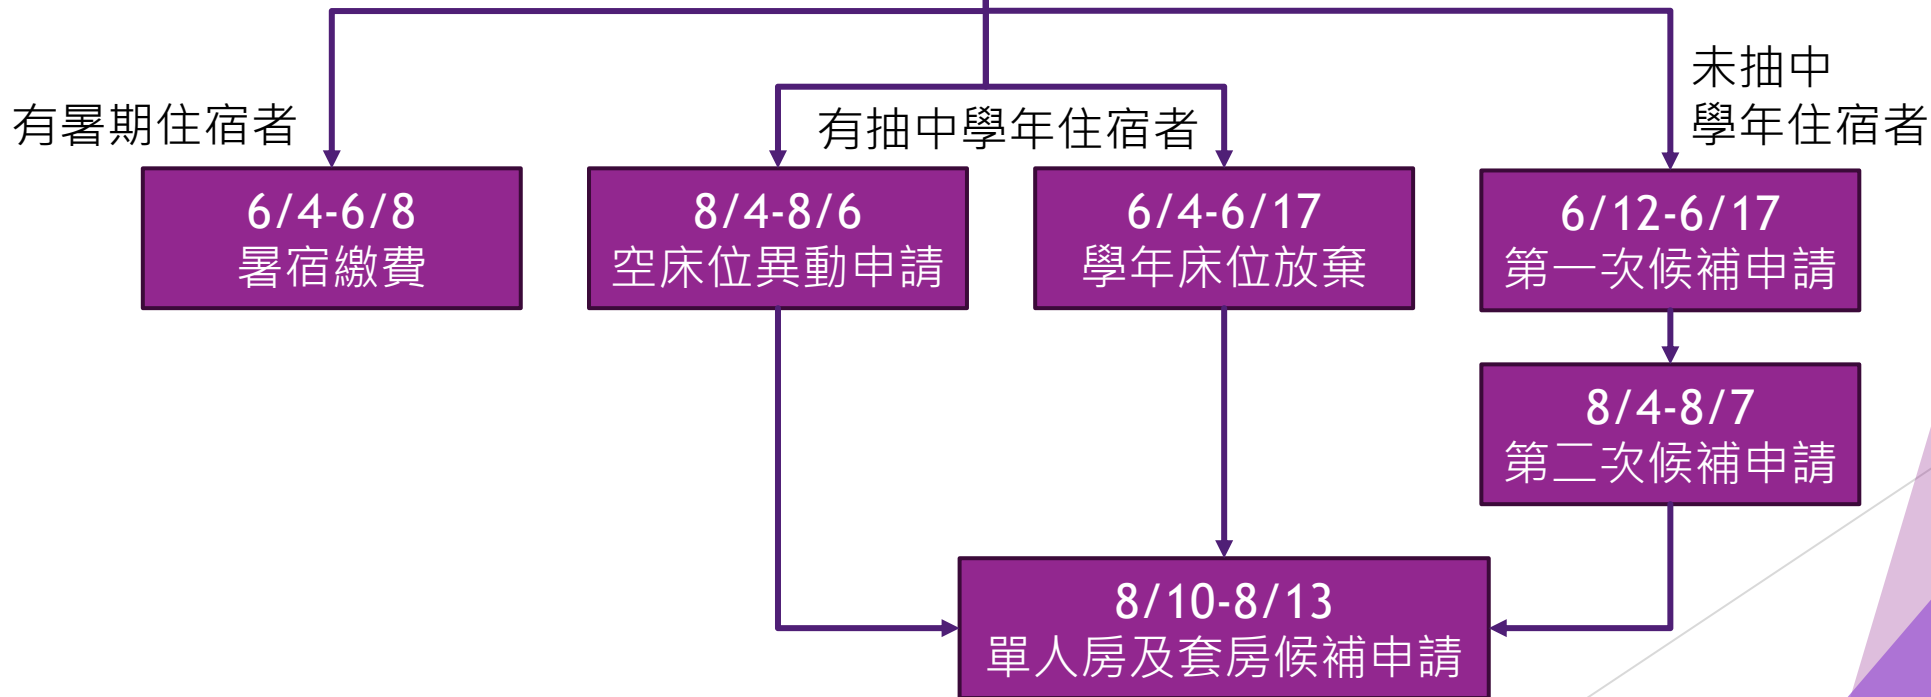 有暑期住宿者
有抽中學年住宿者
未抽中
學年住宿者
6/4-6/8
暑宿繳費
8/4-8/6
空床位異動申請
6/4-6/17
學年床位放棄
6/12-6/17
第一次候補申請
8/4-8/7
第二次候補申請
8/10-8/13
單人房及套房候補申請